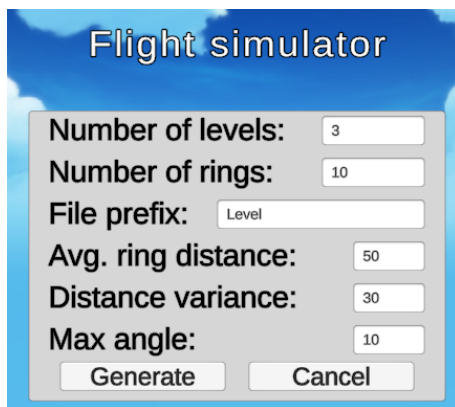 Flight simulator
Number of levels: 3
Number of rings: 10
File prefix: Level
Avg. ring distance: 50
Distance variance: 30
Max angle: 10
Generate Cancel